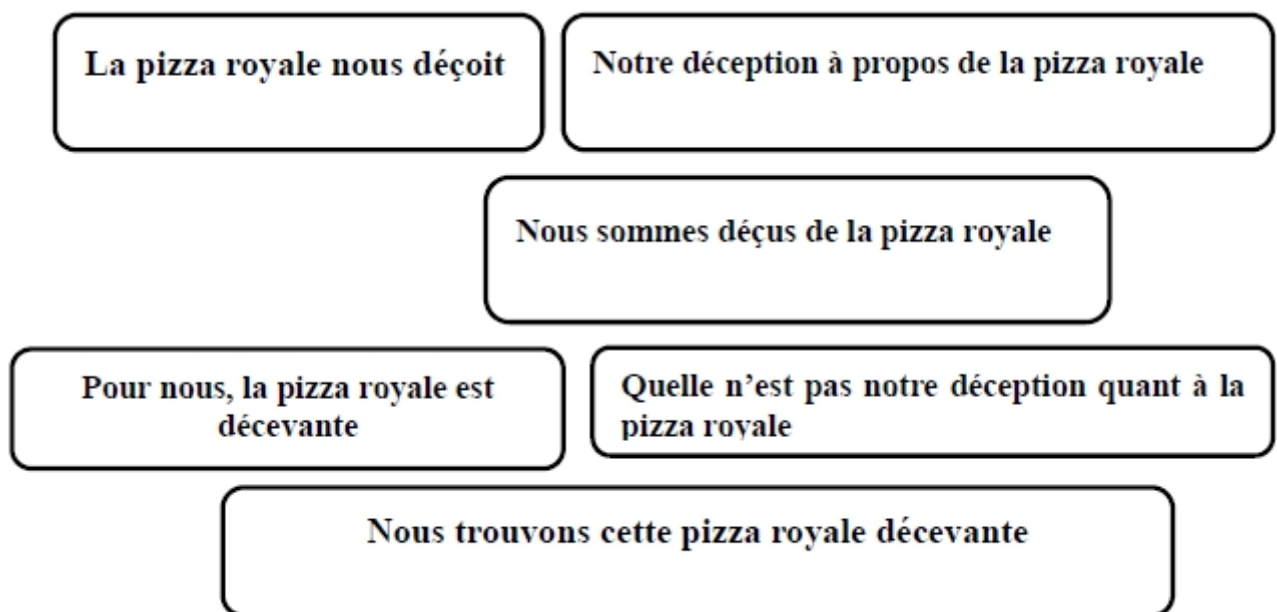 La pizza royale nous déçoit
Notre déception à propos de la pizza royale
Nous sommes déçus de la pizza royale
Pour nous, la pizza royale est
décevante
Quelle n’est pas notre déception quant à la
pizza royale
Nous trouvons cette pizza royale décevante